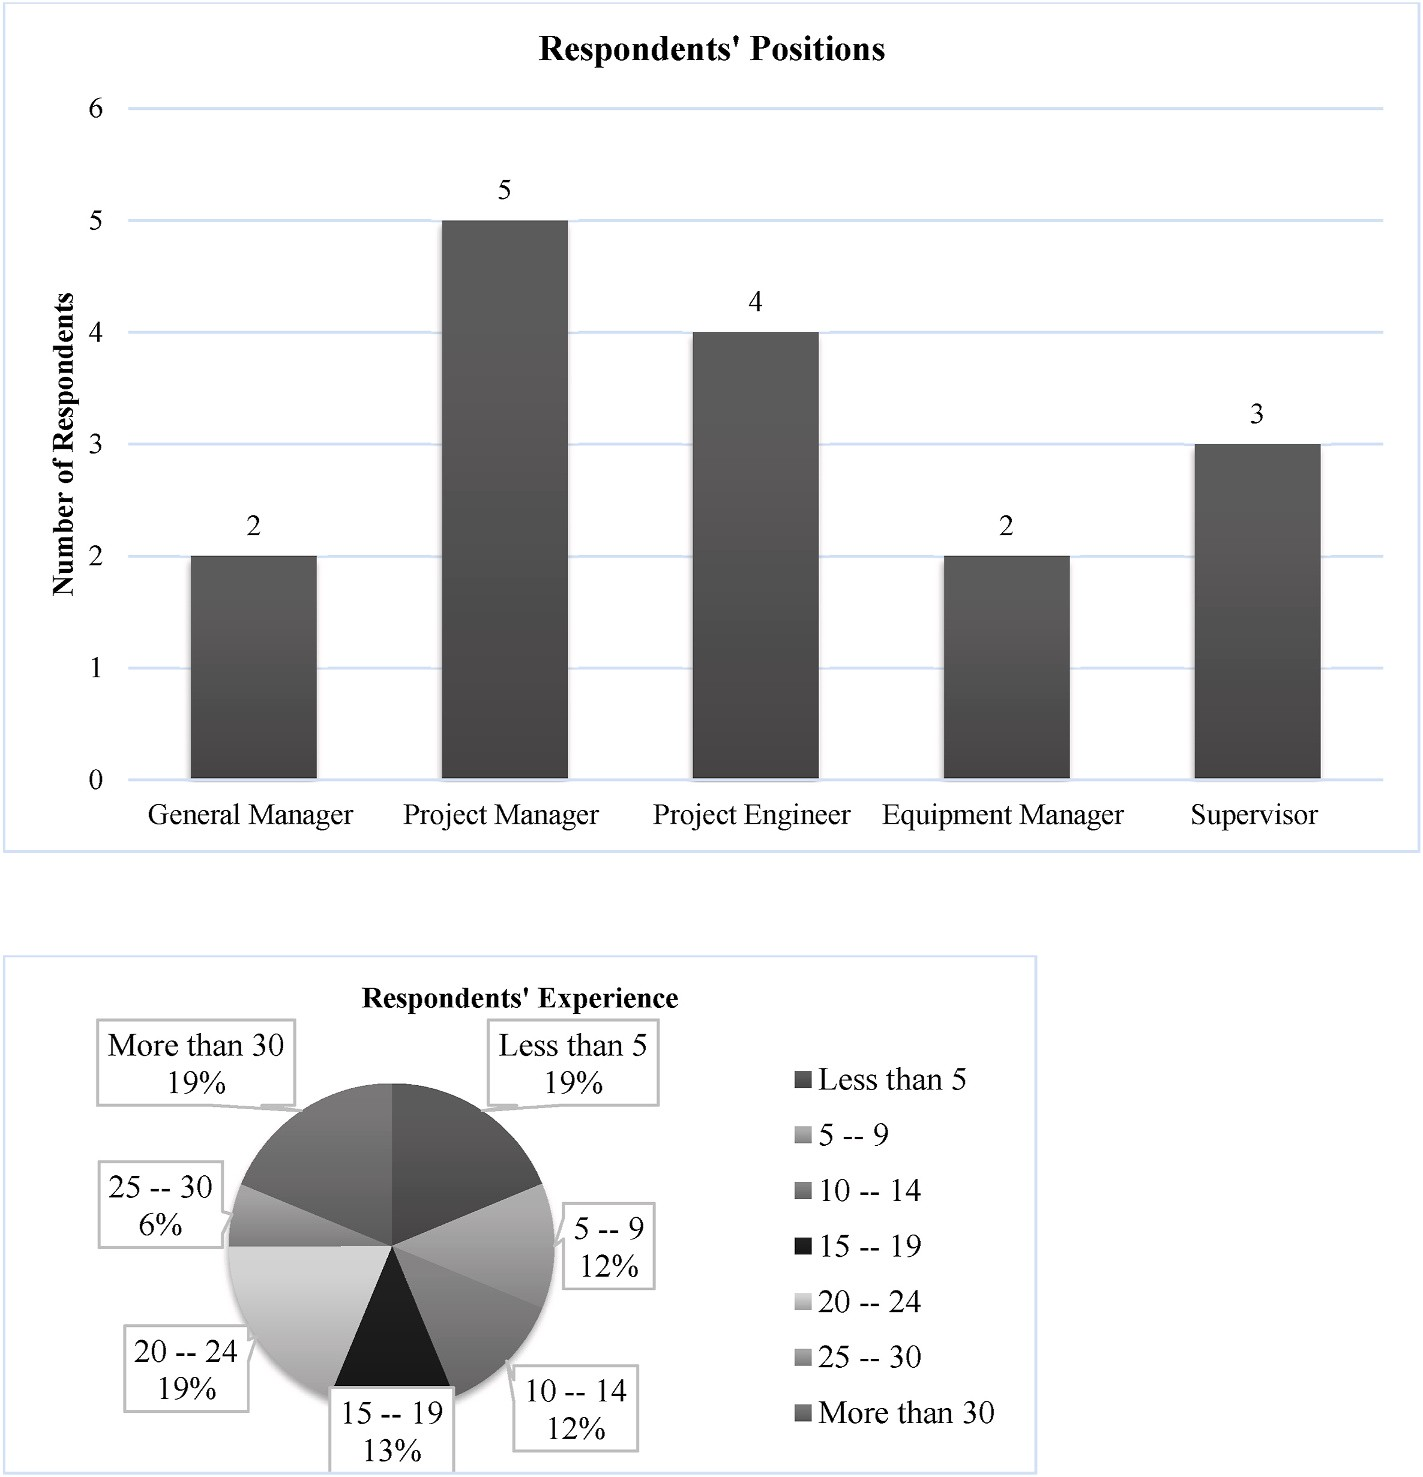 Respondents' Positions
6
5
4
3
2
1
0
Number of Respondents
2
5
4
2
3
General Manager
Project Manager
Project Engineer
Equipment Manager
Supervisor
Respondents' Experience
More than 30
19%
Less than 5
19%
25 -- 30
6%
5 -- 9
12%
20 -- 24
19%
15 -- 19
13%
10 -- 14
12%
Less than 5
5 -- 9
10 -- 14
15 -- 19
20 -- 24
25 -- 30
More than 30